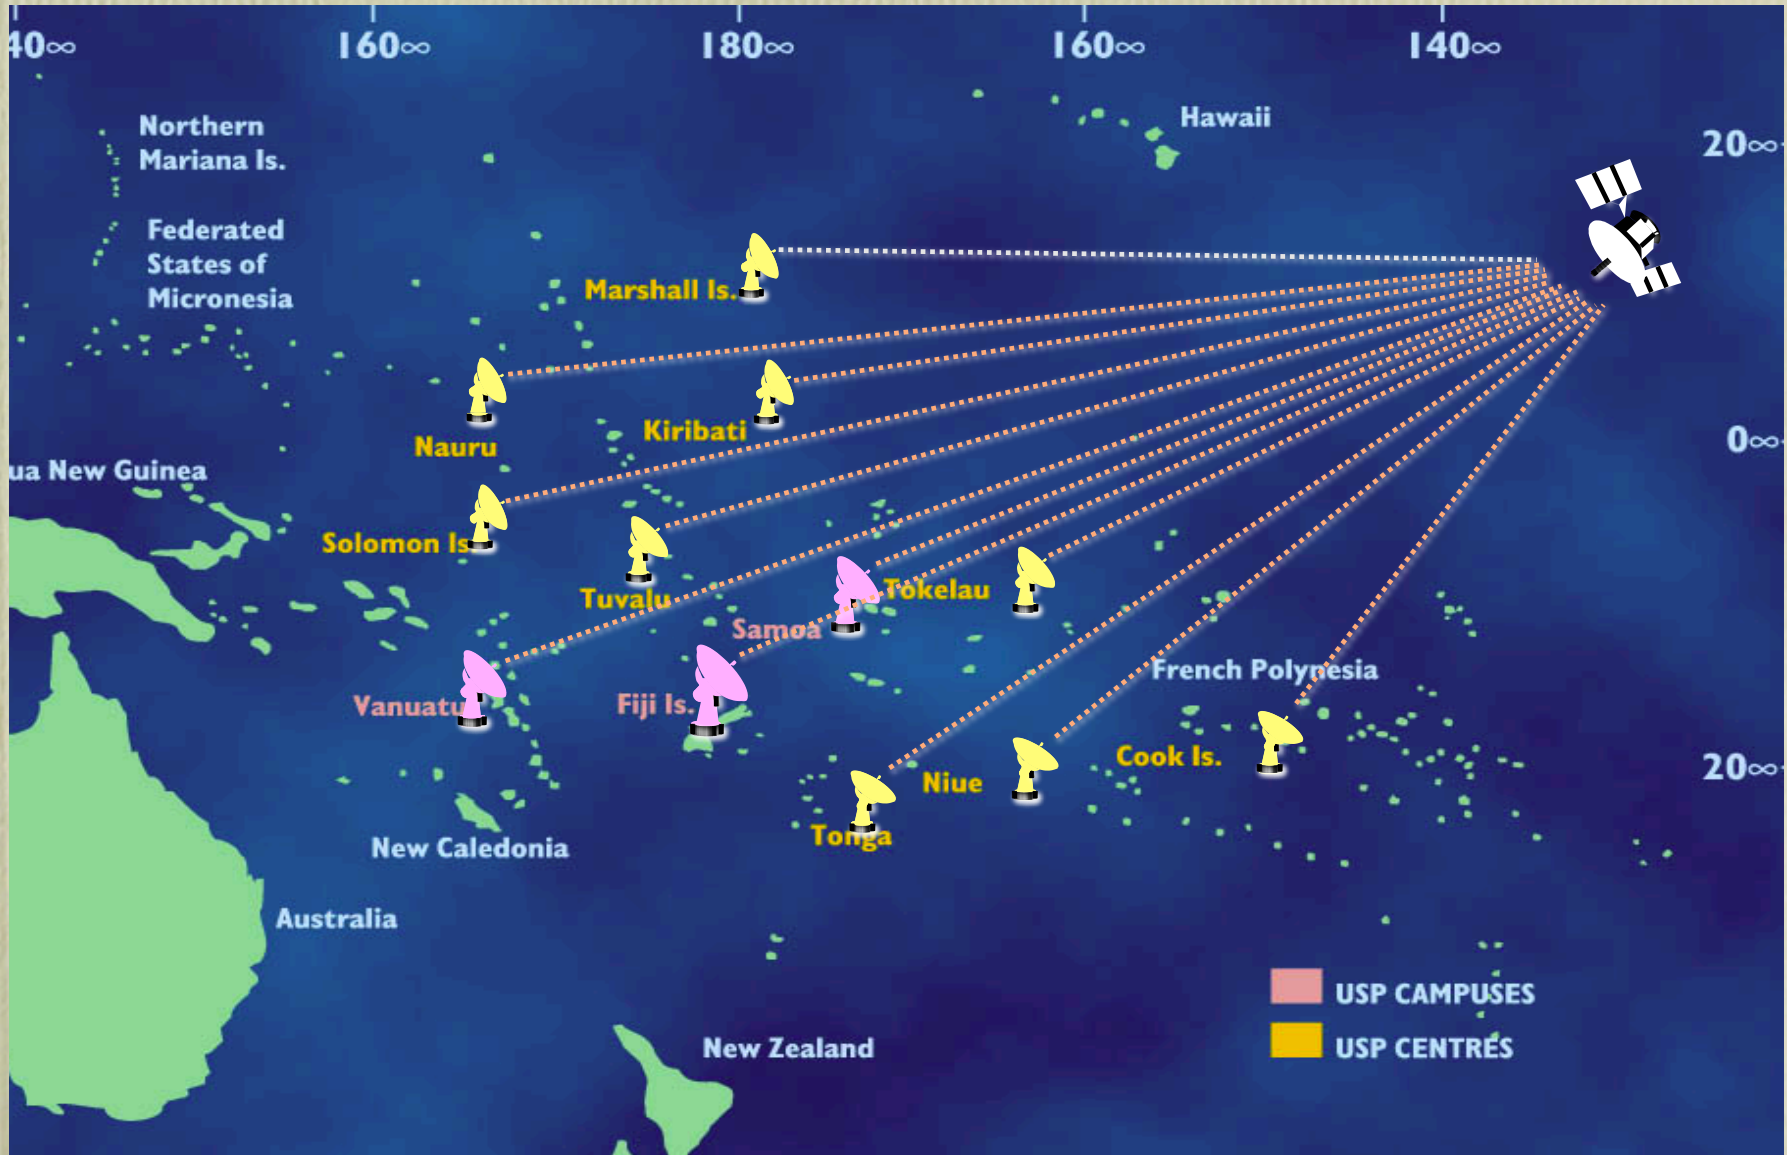 40∞
160∞
180∞
160∞
140∞
Hawaii
Northern
Mariana Is.
20∞
Federated
States of
Micronesia
Marshall Is.
Kiribati
Nauru
0∞
ua New Guinea
Solomon Is
Tokelau
Tuvalu
Samoa
French Polynesia
Vanuatu
Fiji Is.
Cook Is.
20∞
Niue
Tonga
New Caledonia
Australia
USP CAMPUSES
New Zealand
USP CENTRES